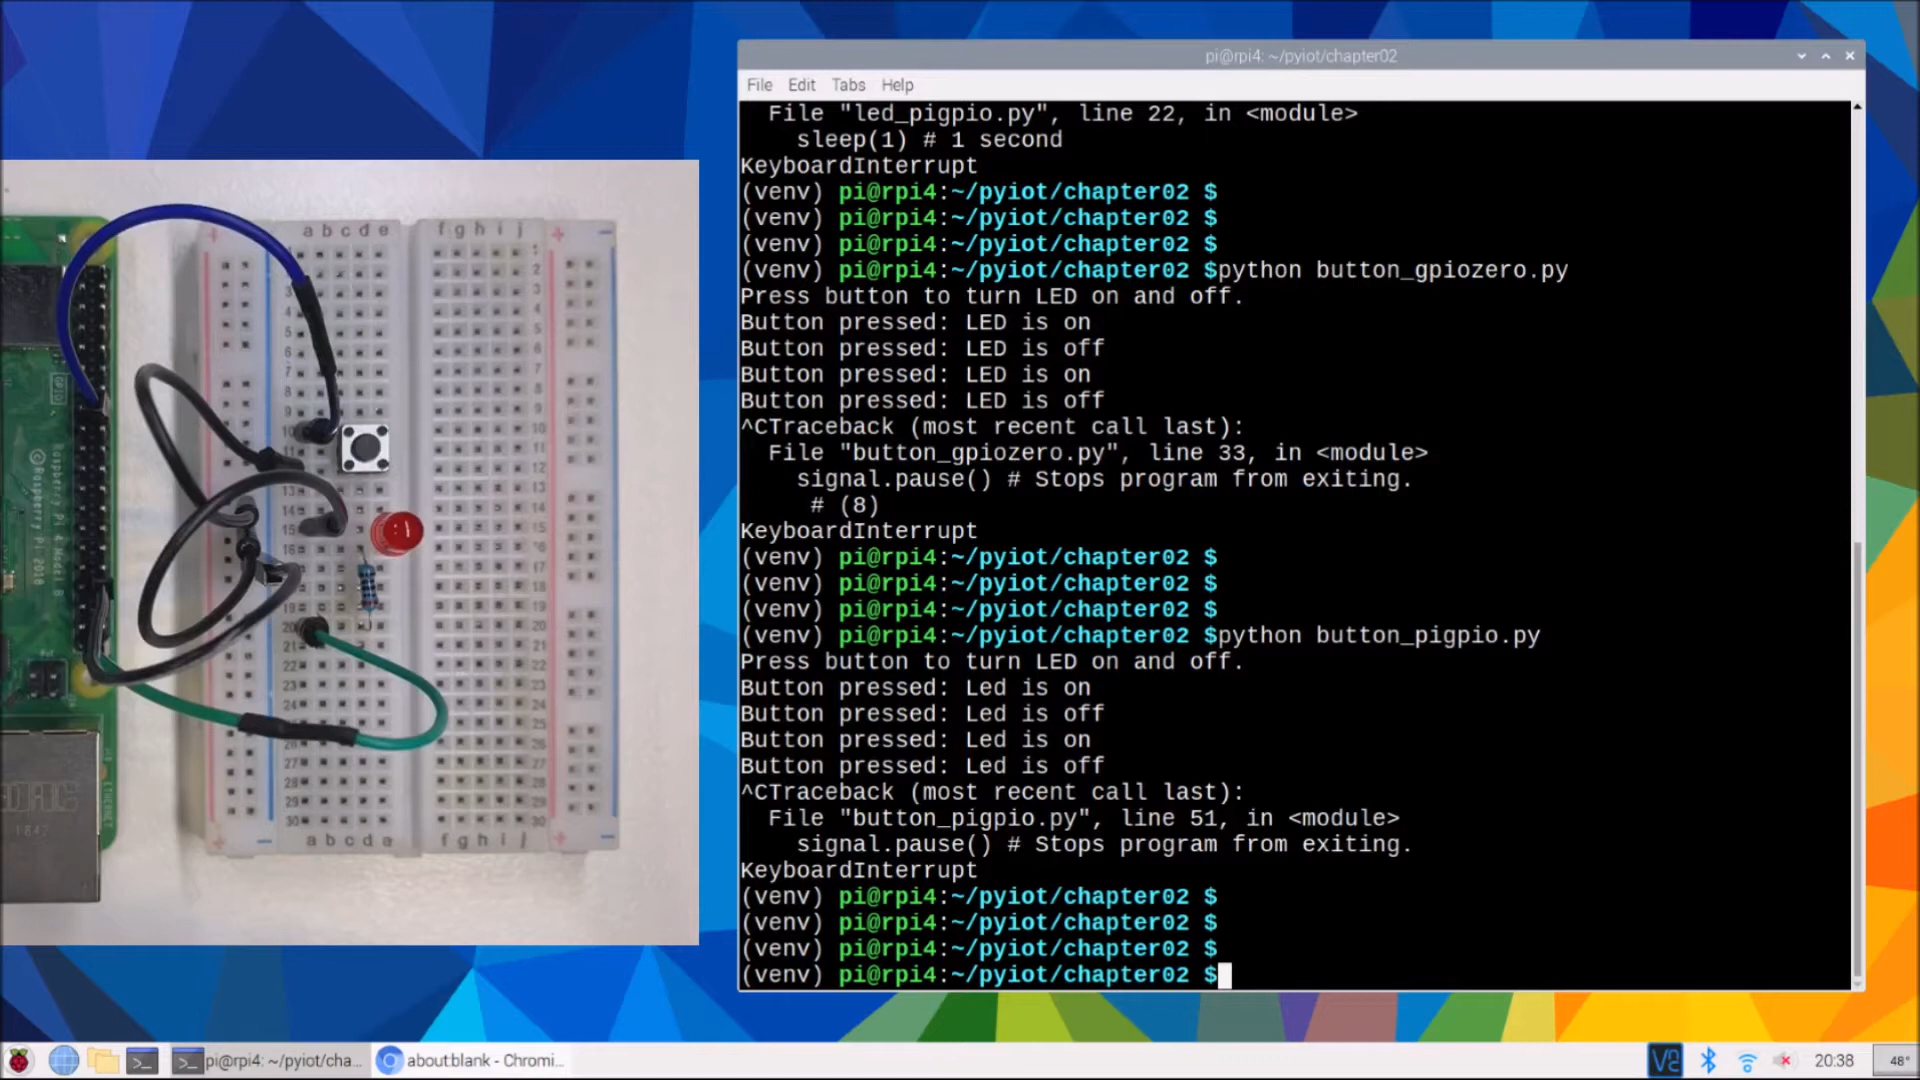 pi@rpi4: ~/pyiot/chapter02
File Edit Tabs Help
File "led_pigpio.py", line 22, in <module>
sleep(1) # 1 second
KeyboardInterrupt
(venv) pi@rpi4:~/pyiot/chapter02 $
(venv) pi@rpi4:~/pyiot/chapter02 $
(venv) pi@rpi4:~/pyiot/chapter02 $
(venv) pi@rpi4:~/pyiot/chapter02 $python button_gpiozero.py
Press button to turn LED on and off.
Button pressed: LED is on
Button pressed: LED is off
Button pressed: LED is on
Button pressed: LED is off
^CTraceback (most recent call last):
File "button_gpiozero.py", line 33, in <module>
signal.pause() # Stops program from exiting.
# (8)
KeyboardInterrupt
(venv) pi@rpi4:~/pyiot/chapter02 $
(venv) pi@rpi4:~/pyiot/chapter02 $
(venv) pi@rpi4:~/pyiot/chapter02 $
(venv) pi@rpi4:~/pyiot/chapter02 $python button_pigpio.py
Press button to turn LED on and off.
Button pressed: Led is on
Button pressed: Led is off
Button pressed: Led is on
Button pressed: Led is off
^CTraceback (most recent call last):
File "button_pigpio.py", line 51, in <module>
signal.pause() # Stops program from exiting.
KeyboardInterrupt
(venv) pi@rpi4:~/pyiot/chapter02 $
(venv) pi@rpi4:~/pyiot/chapter02 $
(venv) pi@rpi4:~/pyiot/chapter02 $
(venv) pi@rpi4:~/pyiot/chapter02 $
a b c d e
f g h i j
GPIO
Raspberry Pi 4 Model B
© Raspberry Pi 2018
a b c d e
f g h i j
pi@rpi4: ~/pyiot/cha...
about:blank - Chromi...
20:38
48°